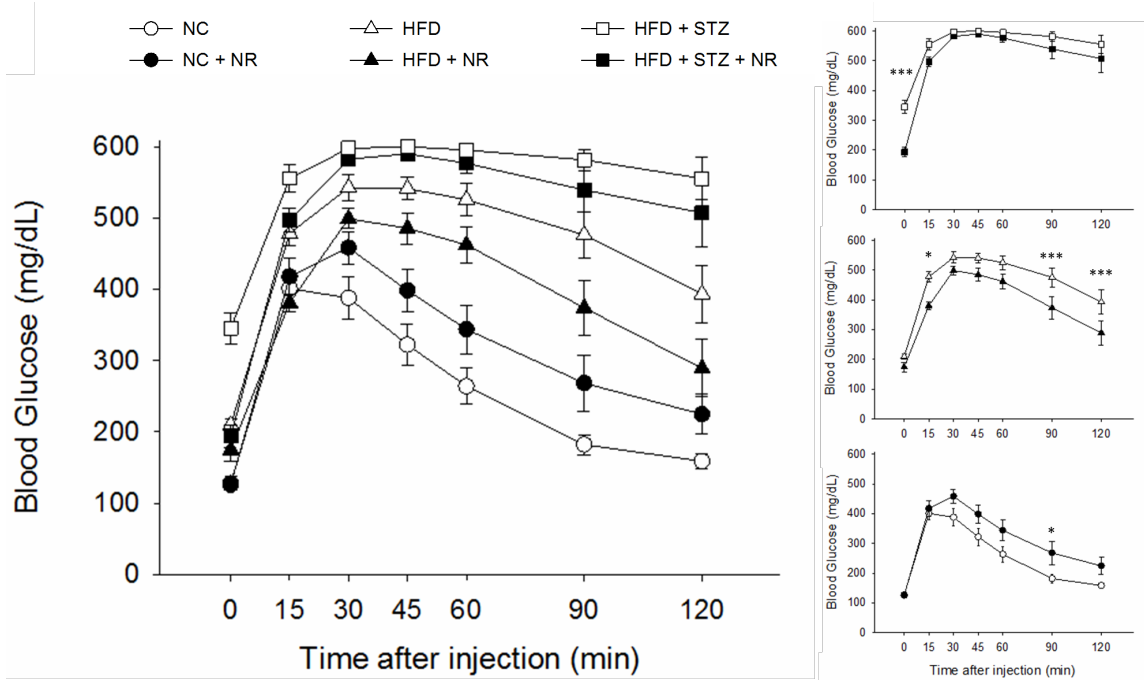 NC HFD HFD + STZ
NC + NR HFD + NR HFD + STZ + NR
Blood Glucose (mg/dL)
600
500
400
300
200
100
0
0 15 30 45 60 90 120
Time after injection (min)
Blood Glucose (mg/dL)
600
500
400
300
200
100
0
***
0 15 30 45 60 90 120
Blood Glucose (mg/dL)
600
500
400
300
200
100
0
* *** ***
0 15 30 45 60 90 120
Blood Glucose (mg/dL)
600
500
400
300
200
100
0
*
0 15 30 45 60 90 120
Time after injection (min)